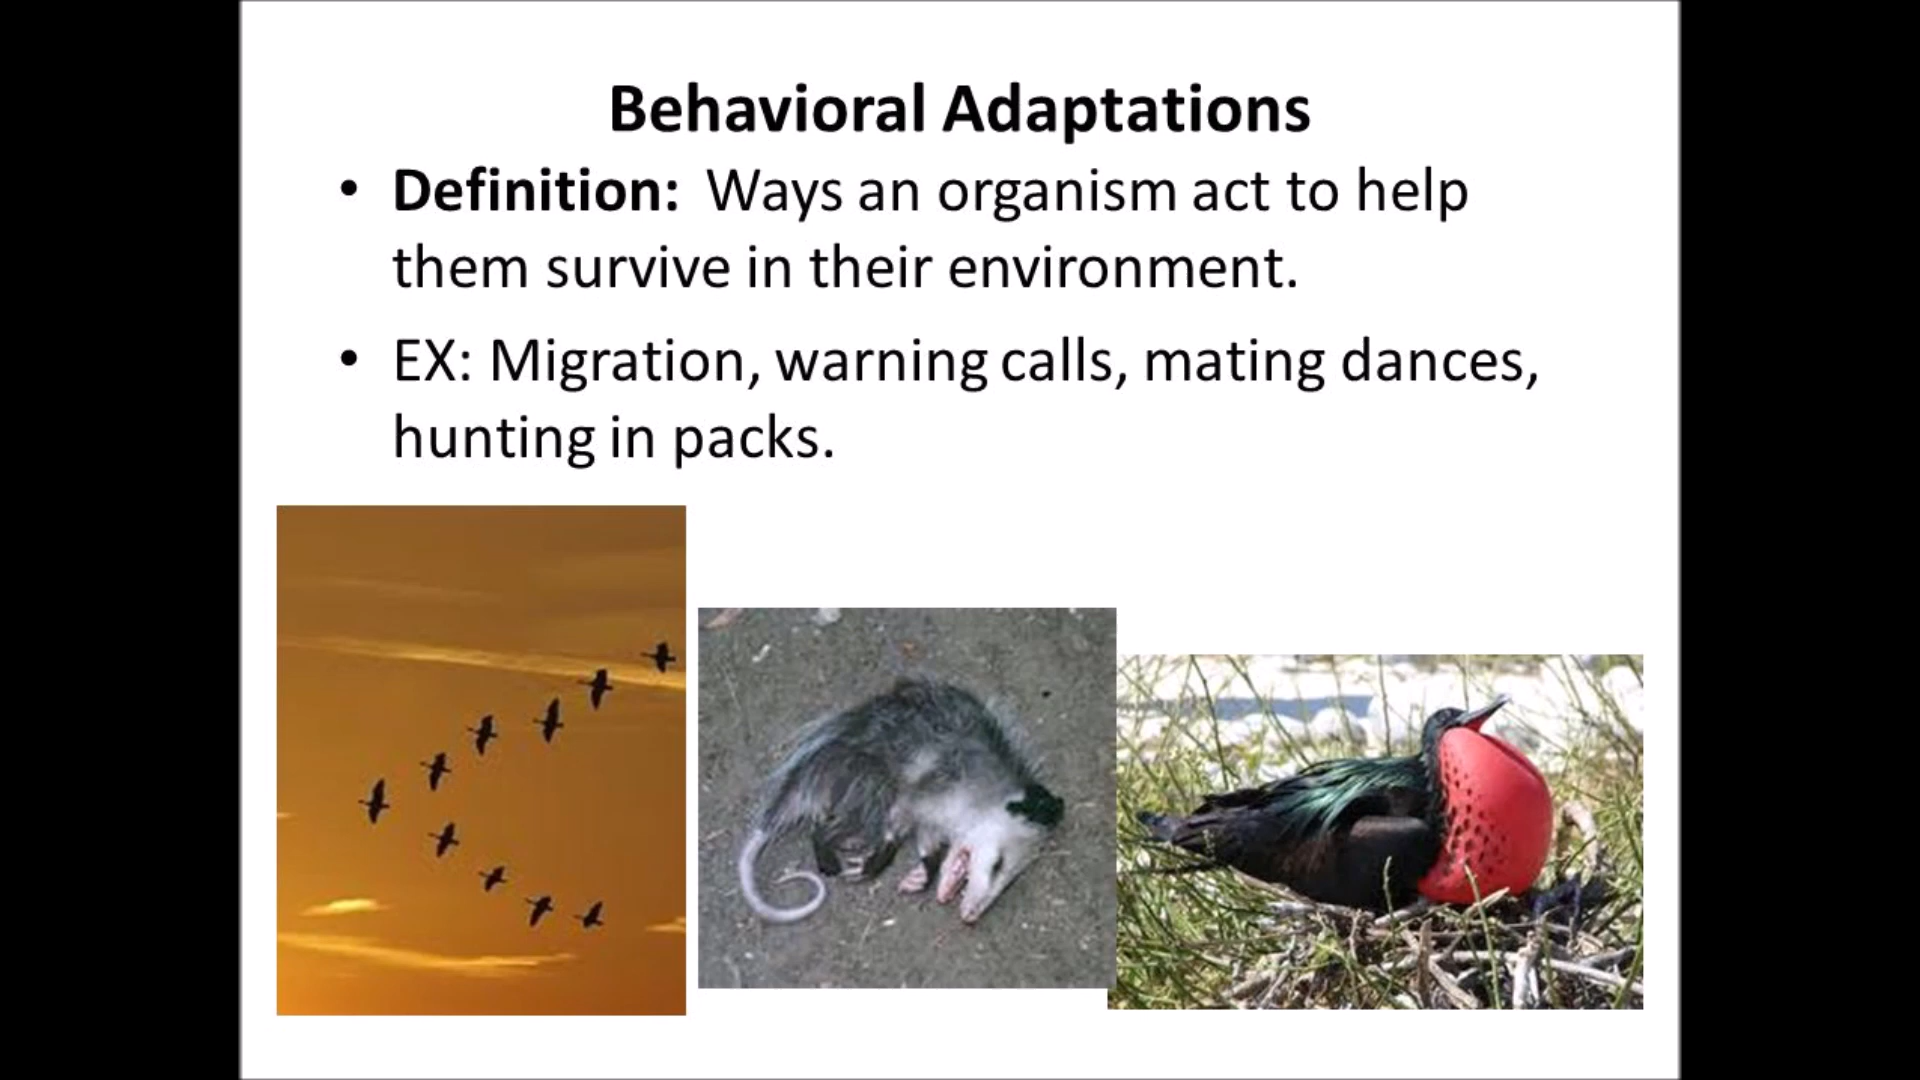 Behavioral Adaptations
• Definition: Ways an organism act to help
them survive in their environment.
• EX: Migration, warning calls, mating dances,
hunting in packs.